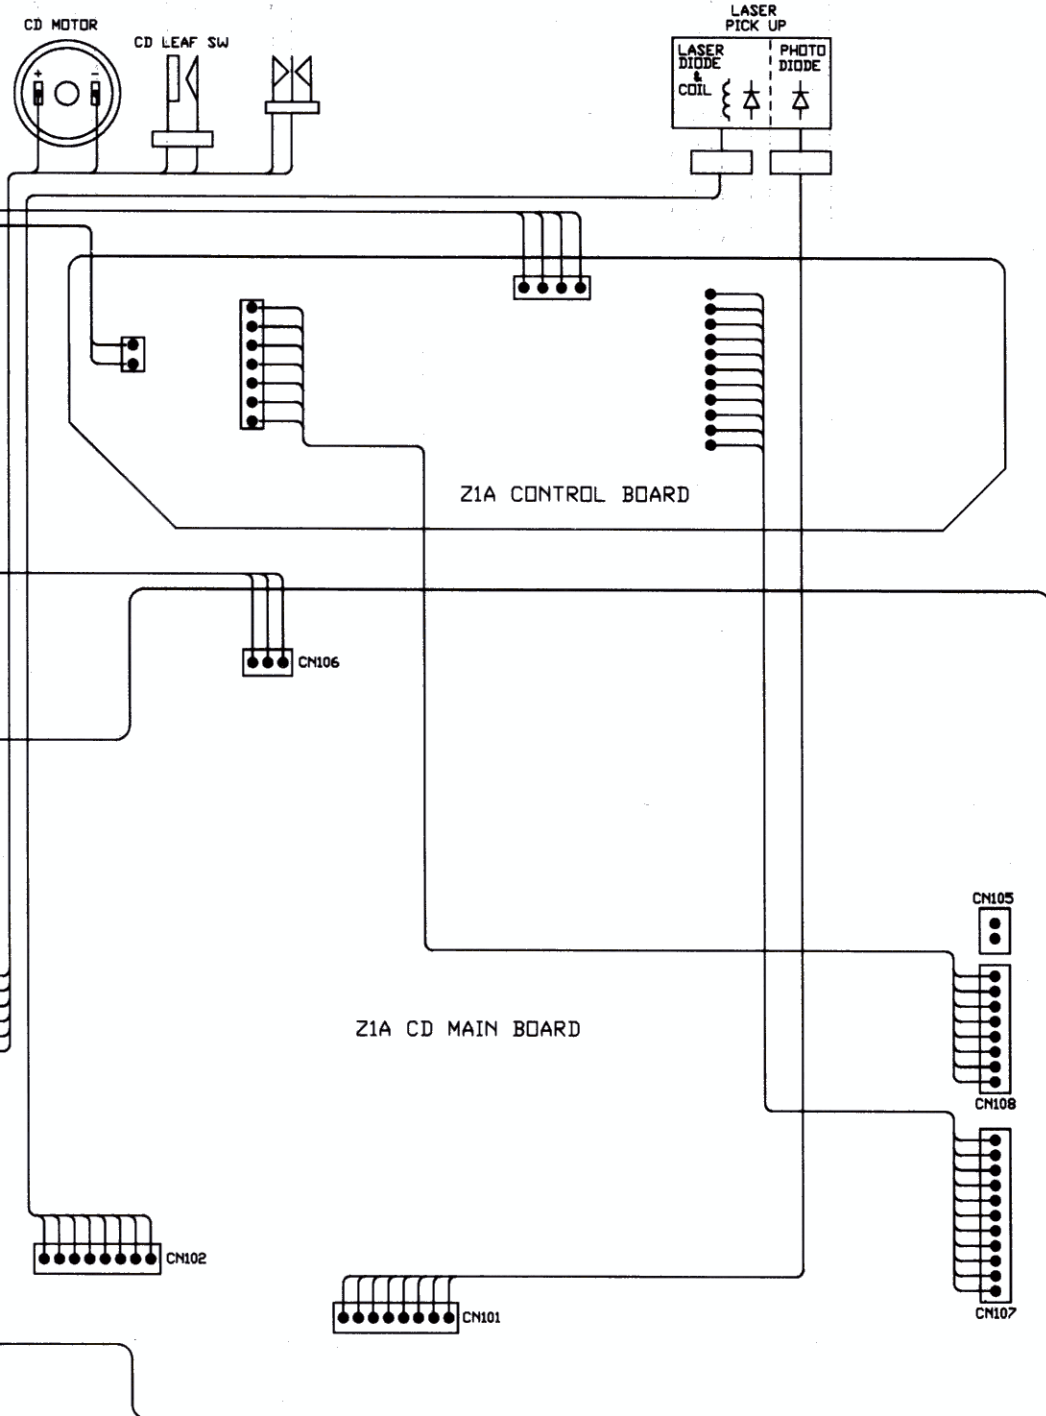 CD MOTOR
CD LEAF SW
+ -
LASER
PICK UP
LASER
DIODE
&
COIL
PHOTO
DIODE
Z1A CONTROL BOARD
CN106
CN105
Z1A CD MAIN BOARD
CN108
CN102
CN101
CN107